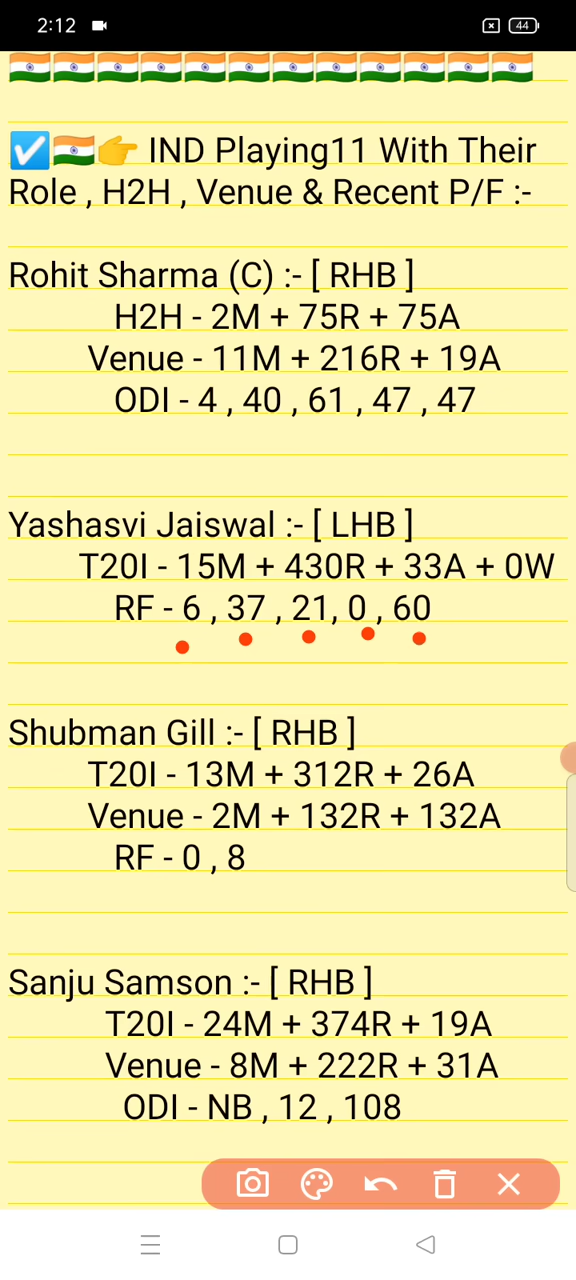 2:12
44
🇮🇳🇮🇳🇮🇳🇮🇳🇮🇳🇮🇳🇮🇳🇮🇳🇮🇳🇮🇳🇮🇳🇮🇳
☑️🇮🇳👉 IND Playing11 With Their
Role , H2H , Venue & Recent P/F :-
Rohit Sharma (C) :- [ RHB ]
H2H - 2M + 75R + 75A
Venue - 11M + 216R + 19A
ODI - 4 , 40 , 61 , 47 , 47
Yashasvi Jaiswal :- [ LHB ]
T20I - 15M + 430R + 33A + 0W
RF - 6 , 37 , 21, 0 , 60
Shubman Gill :- [ RHB ]
T20I - 13M + 312R + 26A
Venue - 2M + 132R + 132A
RF - 0 , 8
Sanju Samson :- [ RHB ]
T20I - 24M + 374R + 19A
Venue - 8M + 222R + 31A
ODI - NB , 12 , 108